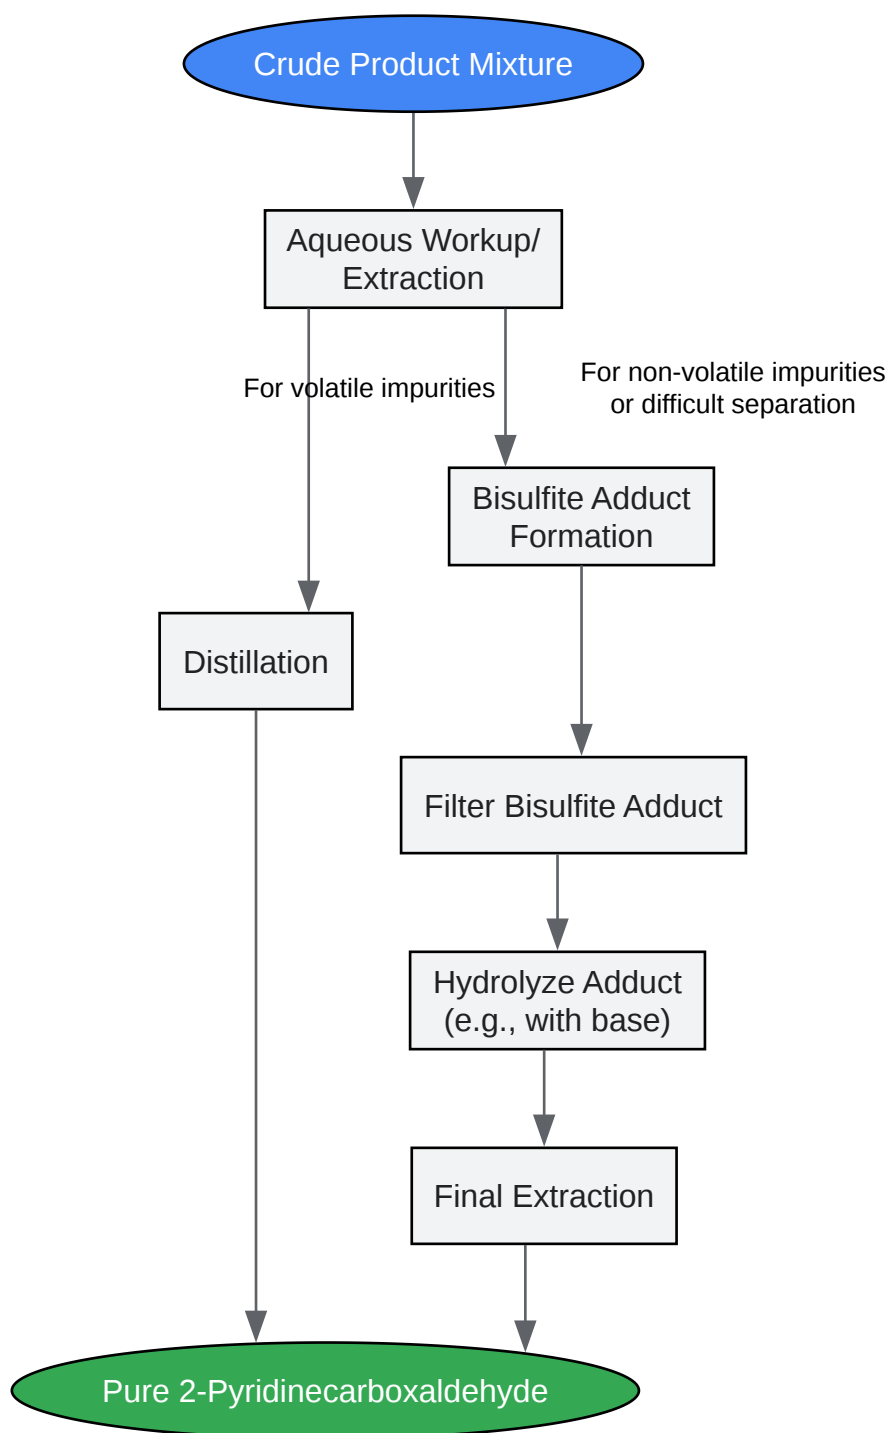 Crude Product Mixture
Aqueous Workup/
Extraction
For volatile impurities
For non-volatile impurities
or difficult separation
Bisulfite Adduct
Formation
Distillation
Filter Bisulfite Adduct
Hydrolyze Adduct
(e.g., with base)
Final Extraction
Pure 2-Pyridinecarboxaldehyde